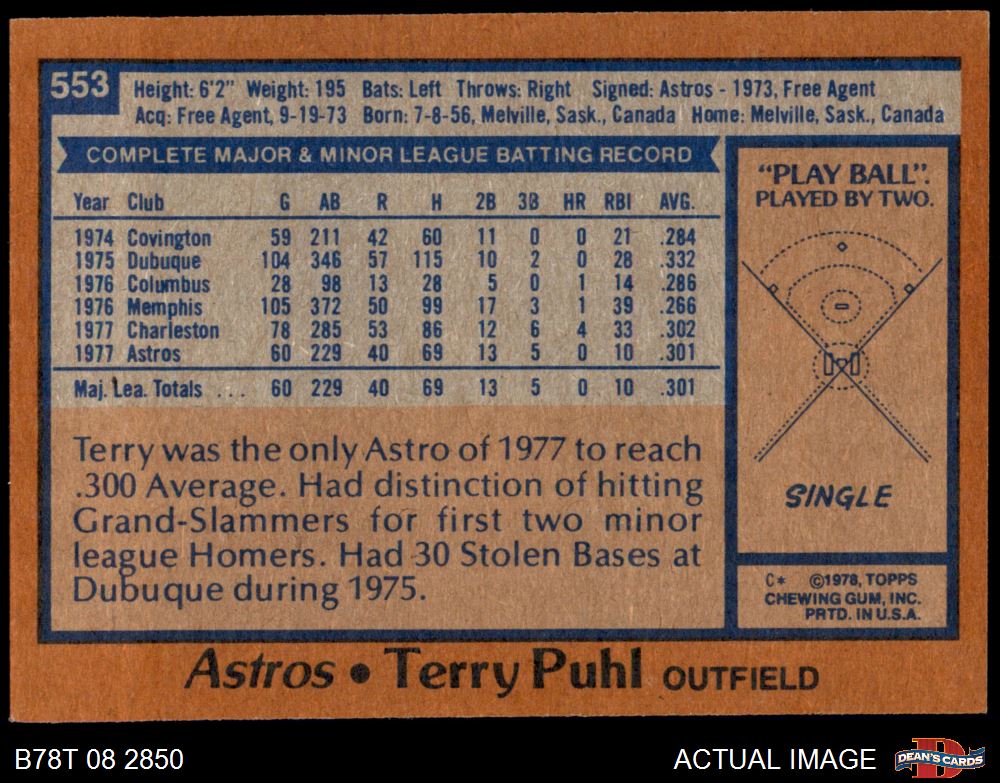 553
Height: 6'2" Weight: 195 Bats: Left Throws: Right Signed: Astros - 1973, Free Agent
Acq: Free Agent, 9-19-73 Born: 7-8-56, Melville, Sask., Canada Home: Melville, Sask., Canada
COMPLETE MAJOR & MINOR LEAGUE BATTING RECORD
Year Club G AB R H 2B 3B HR RBI AVG.
1974 Covington 59 211 42 60 11 0 0 21 .284
1975 Dubuque 104 346 57 115 10 2 0 28 .332
1976 Columbus 28 98 13 28 5 0 1 14 .286
1976 Memphis 105 372 50 99 17 3 1 39 .266
1977 Charleston 78 285 53 86 12 6 4 33 .302
1977 Astros 60 229 40 69 13 5 0 10 .301
Maj. Lea. Totals ... 60 229 40 69 13 5 0 10 .301
Terry was the only Astro of 1977 to reach
.300 Average. Had distinction of hitting
Grand-Slammers for first two minor
league Homers. Had 30 Stolen Bases at
Dubuque during 1975.
"PLAY BALL".
PLAYED BY TWO.
SINGLE
C* ©1978, TOPPS
CHEWING GUM, INC.
PRTD. IN U.S.A.
Astros • Terry Puhl OUTFIELD
B78T 08 2850
ACTUAL IMAGE
D
DEAN'S CARDS